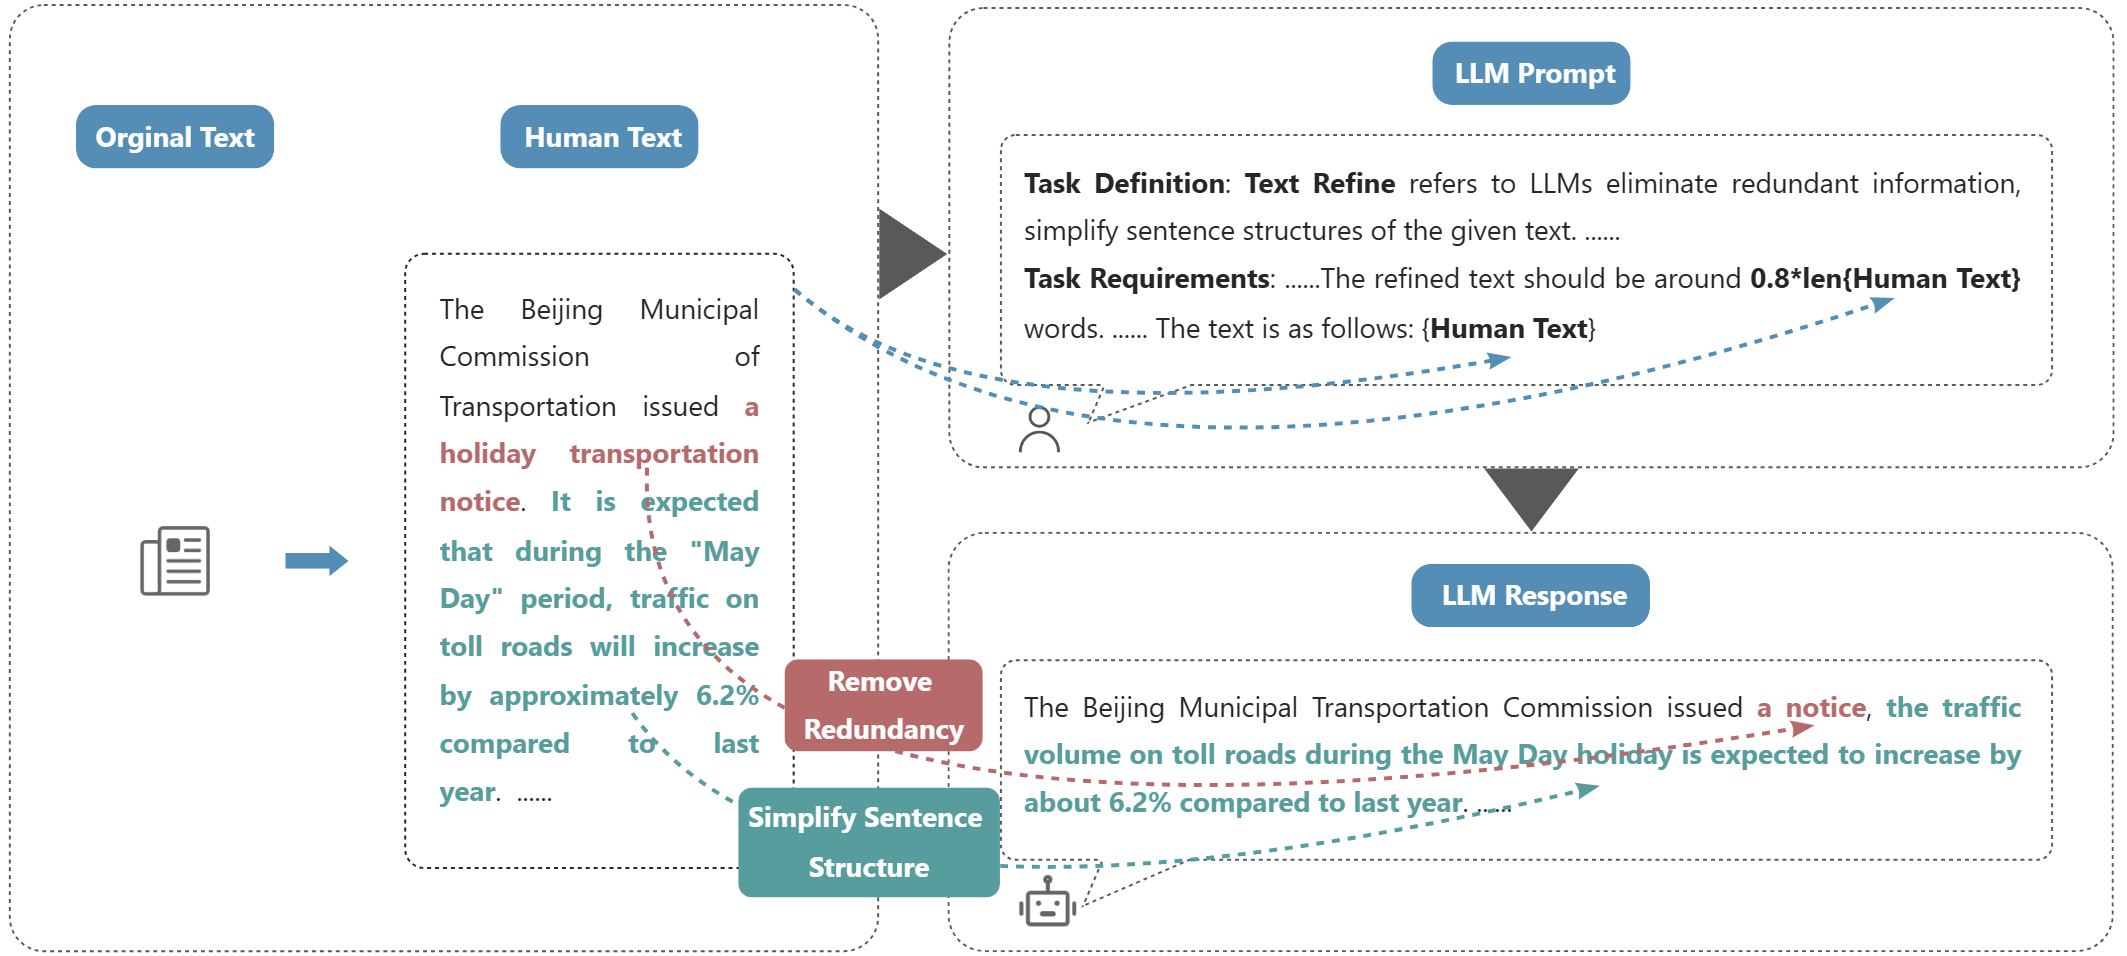 Orginal Text
Human Text
The Beijing Municipal
Commission of
Transportation issued a
holiday transportation
notice. It is expected
that during the "May
Day" period, traffic on
toll roads will increase
by approximately 6.2%
compared to last
year. ......
LLM Prompt
Task Definition: Text Refine refers to LLMs eliminate redundant information,
simplify sentence structures of the given text. ......
Task Requirements: ......The refined text should be around 0.8*len{Human Text}
words. ...... The text is as follows: {Human Text}
Remove
Redundancy
Simplify Sentence
Structure
LLM Response
The Beijing Municipal Transportation Commission issued a notice, the traffic
volume on toll roads during the May Day holiday is expected to increase by
about 6.2% compared to last year. ......